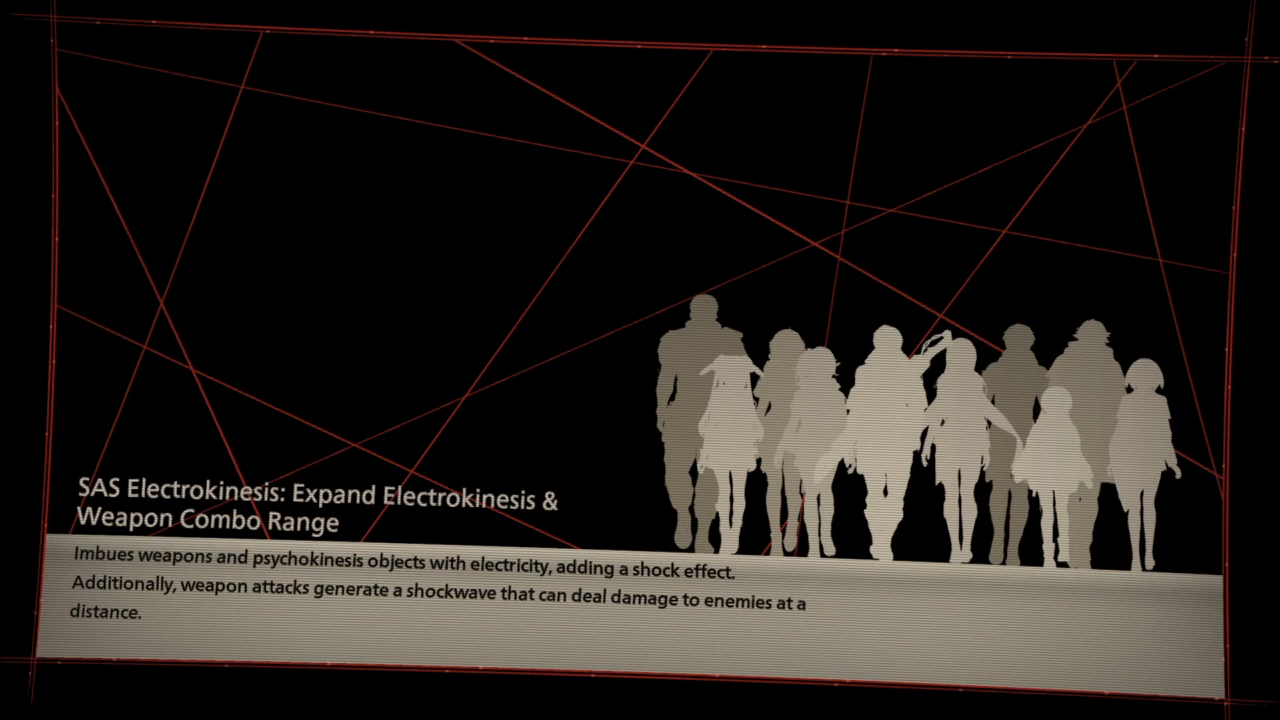 SAS Electrokinesis: Expand Electrokinesis &
Weapon Combo Range
Imbues weapons and psychokinesis objects with electricity, adding a shock effect.
Additionally, weapon attacks generate a shockwave that can deal damage to enemies at a
distance.